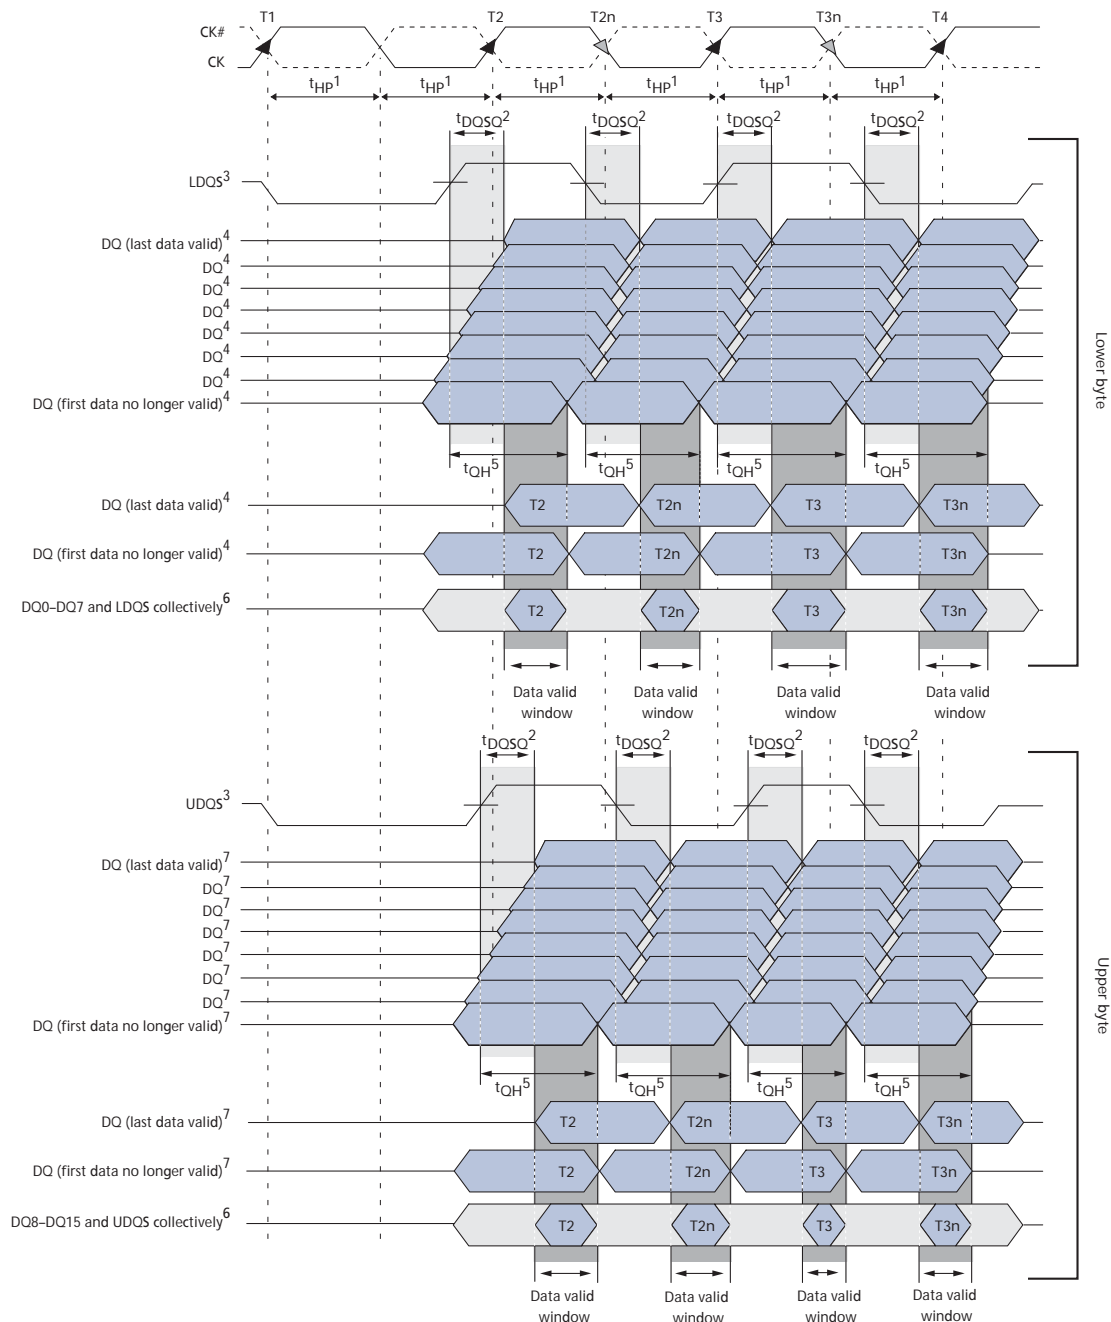 T1 T2 T2n T3 T3n T4
CK#
CK
tHP1 tHP1 tHP1 tHP1 tHP1 tHP1
tDQSQ2 tDQSQ2 tDQSQ2 tDQSQ2
LDQS3
DQ (last data valid)4
DQ4
DQ4
DQ4
DQ4
DQ4
DQ4
DQ (first data no longer valid)4
Lower byte
tQH5 tQH5 tQH5 tQH5
DQ (last data valid)4 T2 T2n T3 T3n
DQ (first data no longer valid)4 T2 T2n T3 T3n
DQ0–DQ7 and LDQS collectively6 T2 T2n T3 T3n
Data valid Data valid Data valid Data valid
window window window window
tDQSQ2 tDQSQ2 tDQSQ2 tDQSQ2
UDQS3
DQ (last data valid)7
DQ7
DQ7
DQ7
DQ7
DQ7
DQ7
DQ (first data no longer valid)7
Upper byte
tQH5 tQH5 tQH5 tQH5
DQ (last data valid)7 T2 T2n T3 T3n
DQ (first data no longer valid)7 T2 T2n T3 T3n
DQ8–DQ15 and UDQS collectively6 T2 T2n T3 T3n
Data valid Data valid Data valid Data valid
window window window window